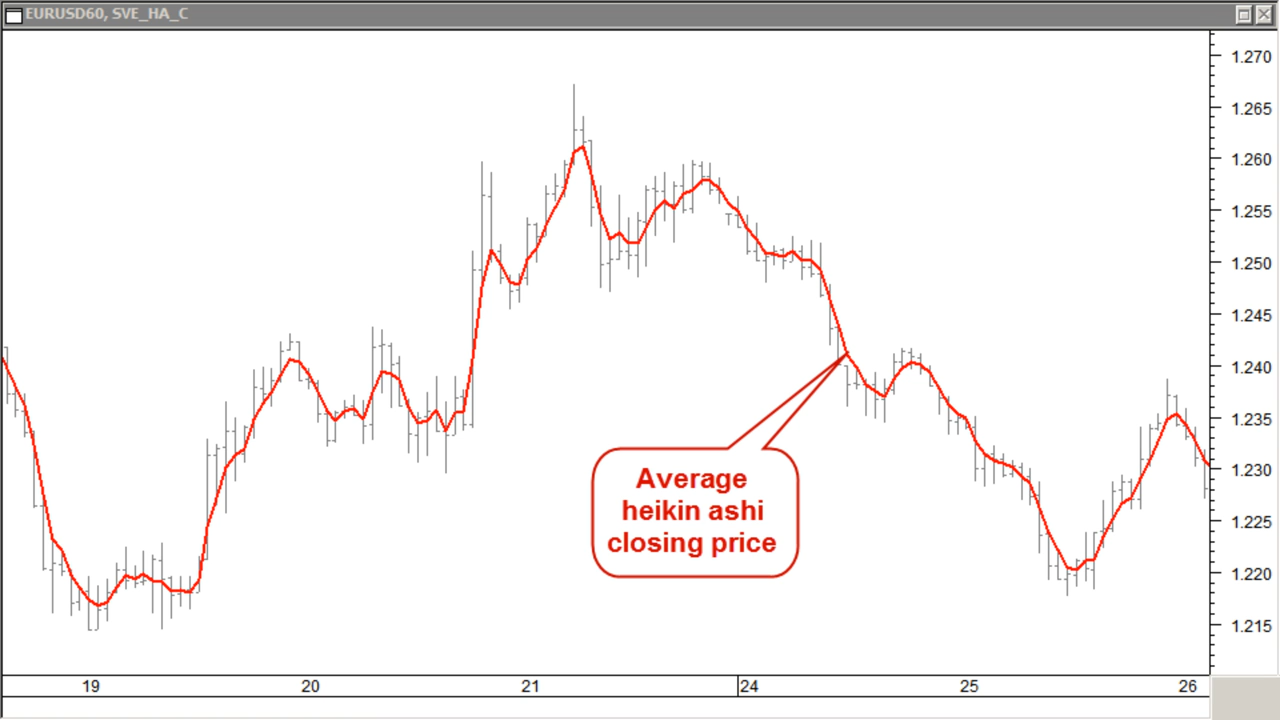 EURUSD60, SVE_HA_C
1.270
1.265
1.260
1.255
1.250
1.245
1.240
1.235
1.230
1.225
1.220
1.215
Average
heikin ashi
closing price
19 20 21 24 25 26